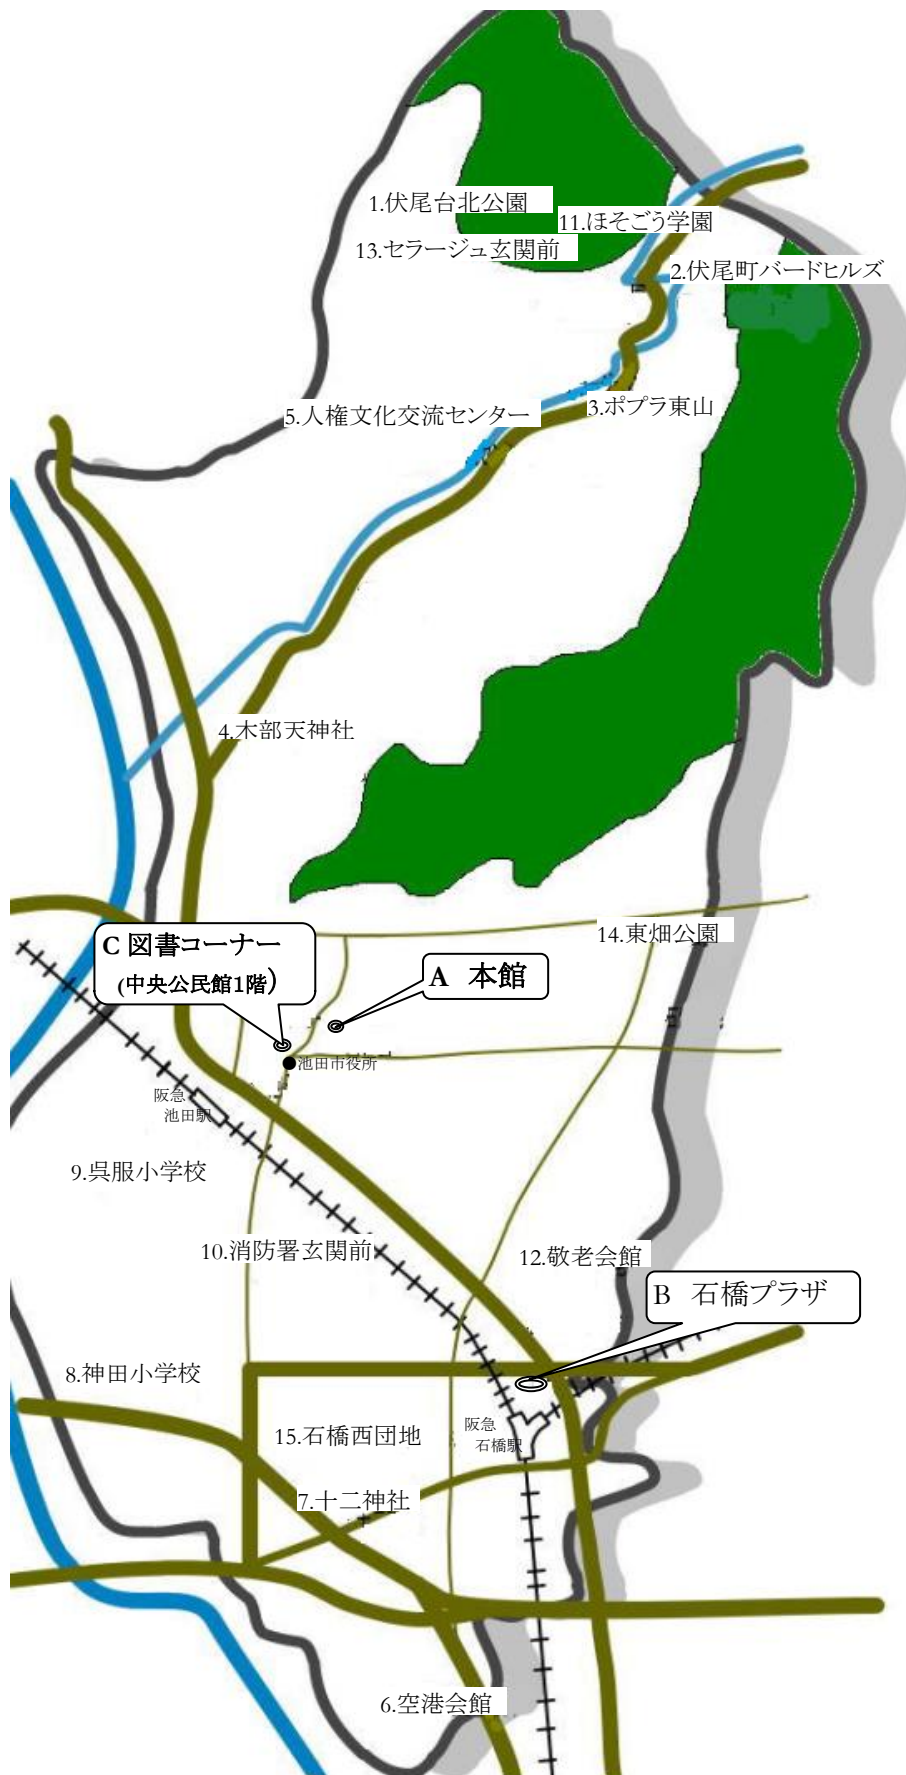 1.伏尾台北公園
11.ほそごう学園
13.セラージュ玄関前
2.伏尾町バードヒルズ
5.人権文化交流センター
3.ポプラ東山
4.木部天神社
C 図書コーナー
(中央公民館1階)
14.東畑公園
A 本館
池田市役所
阪急
池田駅
9.呉服小学校
10.消防署玄関前
12.敬老会館
B 石橋プラザ
8.神田小学校
15.石橋西団地
阪急
石橋駅
7.十二神社
6.空港会館